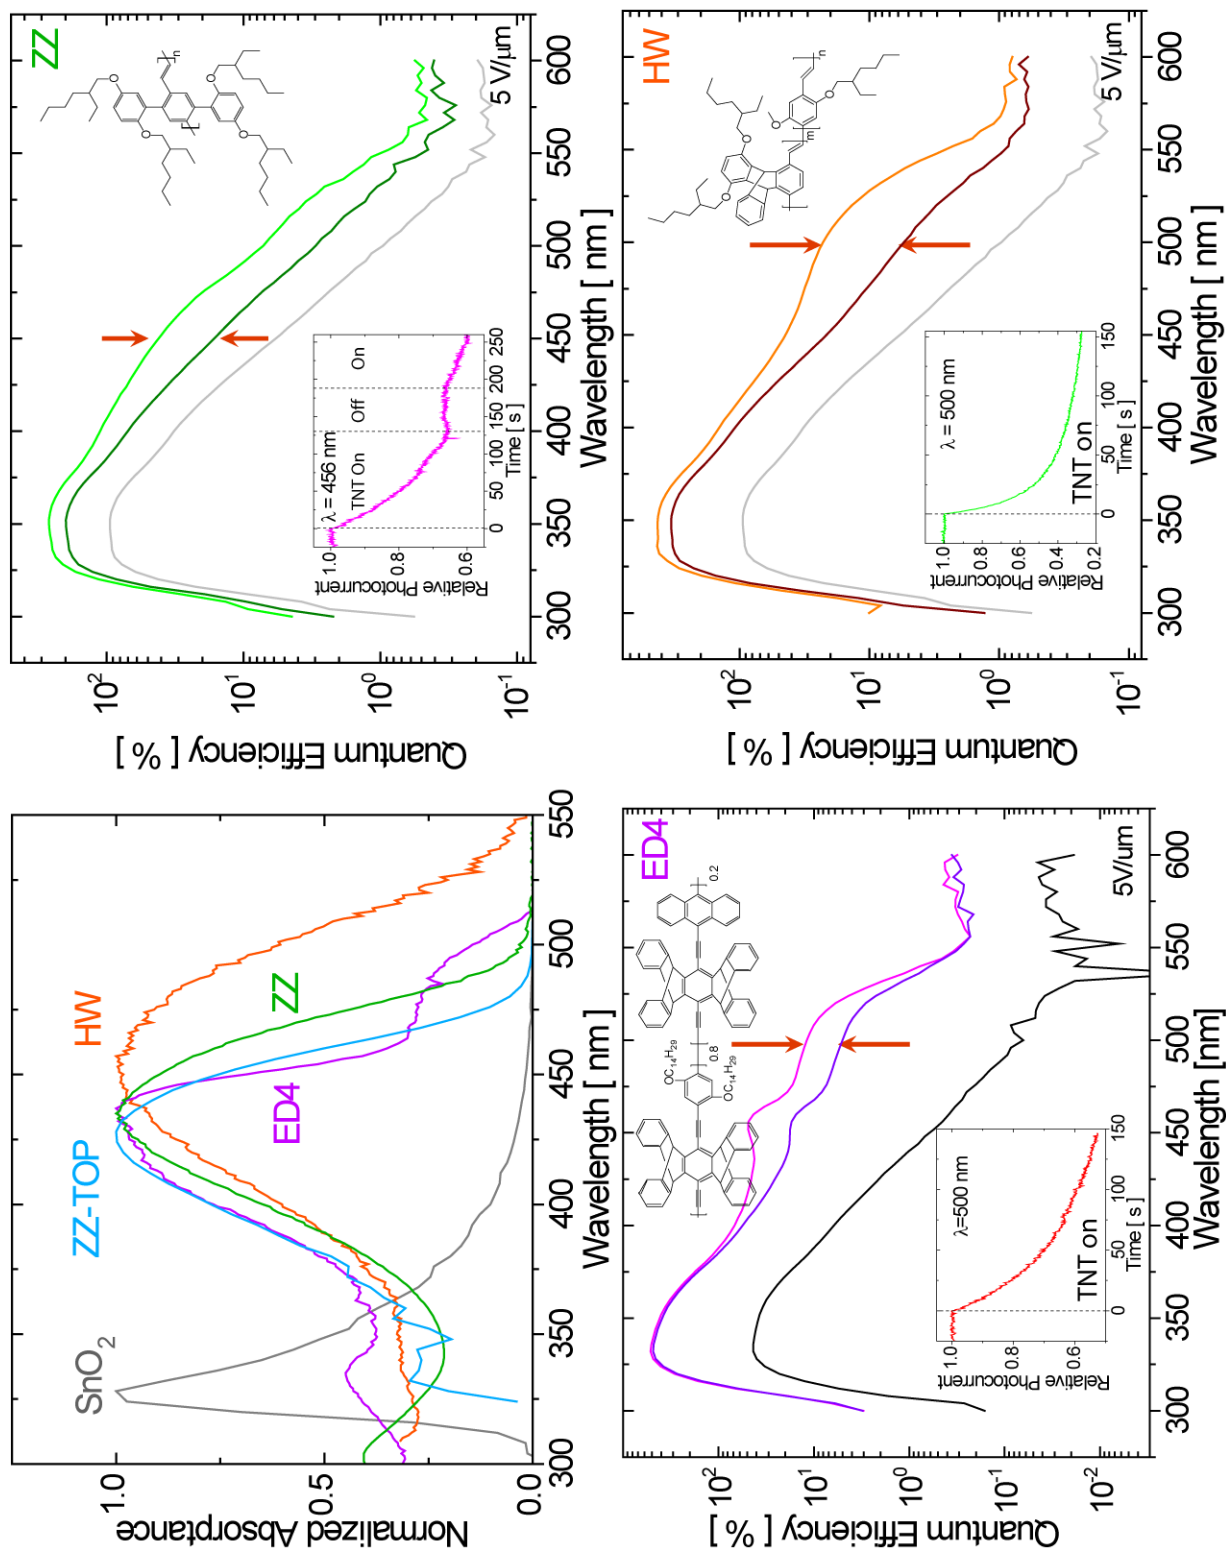 SnO2
ZZ-TOP
HW
ED4
ZZ
1.0
0.5
0.0
Normalized Absorptance
300
350
400
450
500
550
Wavelength [ nm]
ZZ
n
O
O
O
O
5 V/µm
10^2
10^1
10^0
10^-1
Quantum Efficiency [ % ]
300
350
400
450
500
550
600
Wavelength [ nm ]
λ = 456 nm
TNT On
Off
On
1.0
0.8
0.6
Relative Photocurrent
0
50
100
150
200
250
Time [ s ]
ED4
OC14H29
OC14H29
0.8
0.2
5V/um
10^2
10^1
10^0
10^-1
10^-2
Quantum Efficiency [ % ]
300
350
400
450
500
550
600
Wavelength [nm]
λ=500 nm
TNT on
1.0
0.8
0.6
Relative Photocurrent
0
50
100
150
Time [ s ]
HW
O
O
O
O
m
n
5 V/µm
10^2
10^1
10^0
10^-1
Quantum Efficiency [ % ]
300
350
400
450
500
550
600
Wavelength [ nm ]
λ = 500 nm
TNT on
1.0
0.8
0.6
0.4
0.2
Relative Photocurrent
0
50
100
150
Time [ s ]